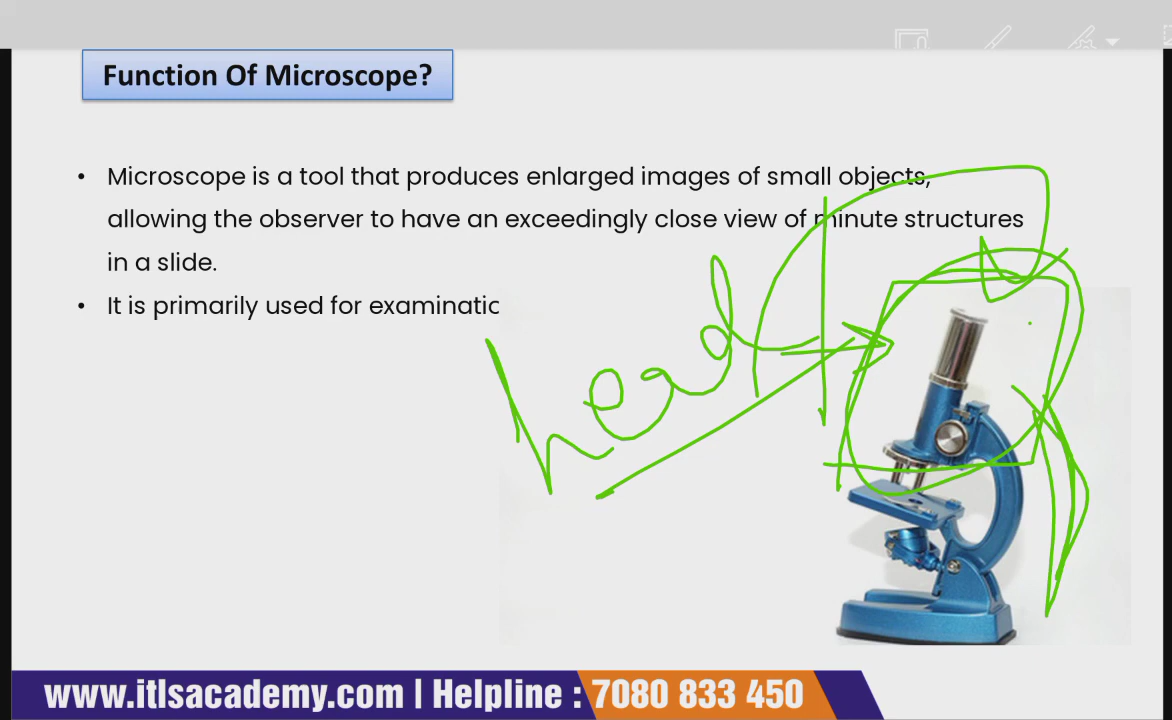 Function Of Microscope?
• Microscope is a tool that produces enlarged images of small objects,
allowing the observer to have an exceedingly close view of minute structures
in a slide.
• It is primarily used for examinatic
head
www.itlsacademy.com | Helpline : 7080 833 450